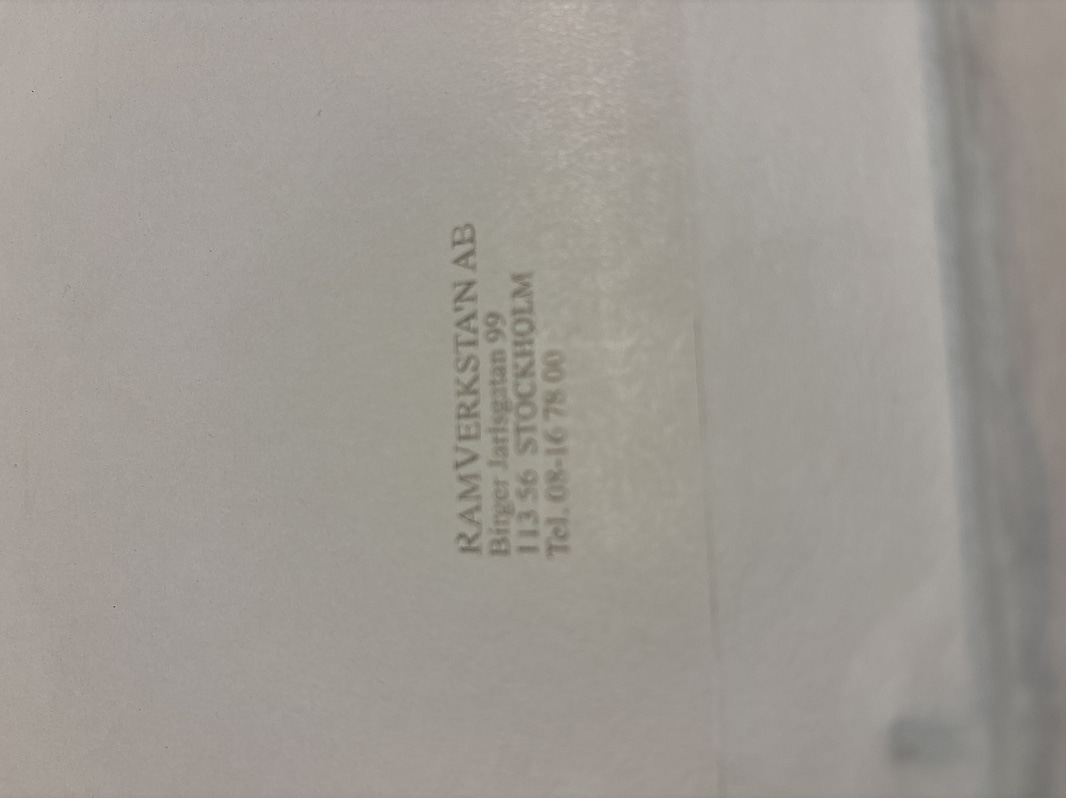 RAMVERKSTA'N AB
Birger Jarlsgatan 99
113 56 STOCKHOLM
Tel. 08-16 78 00